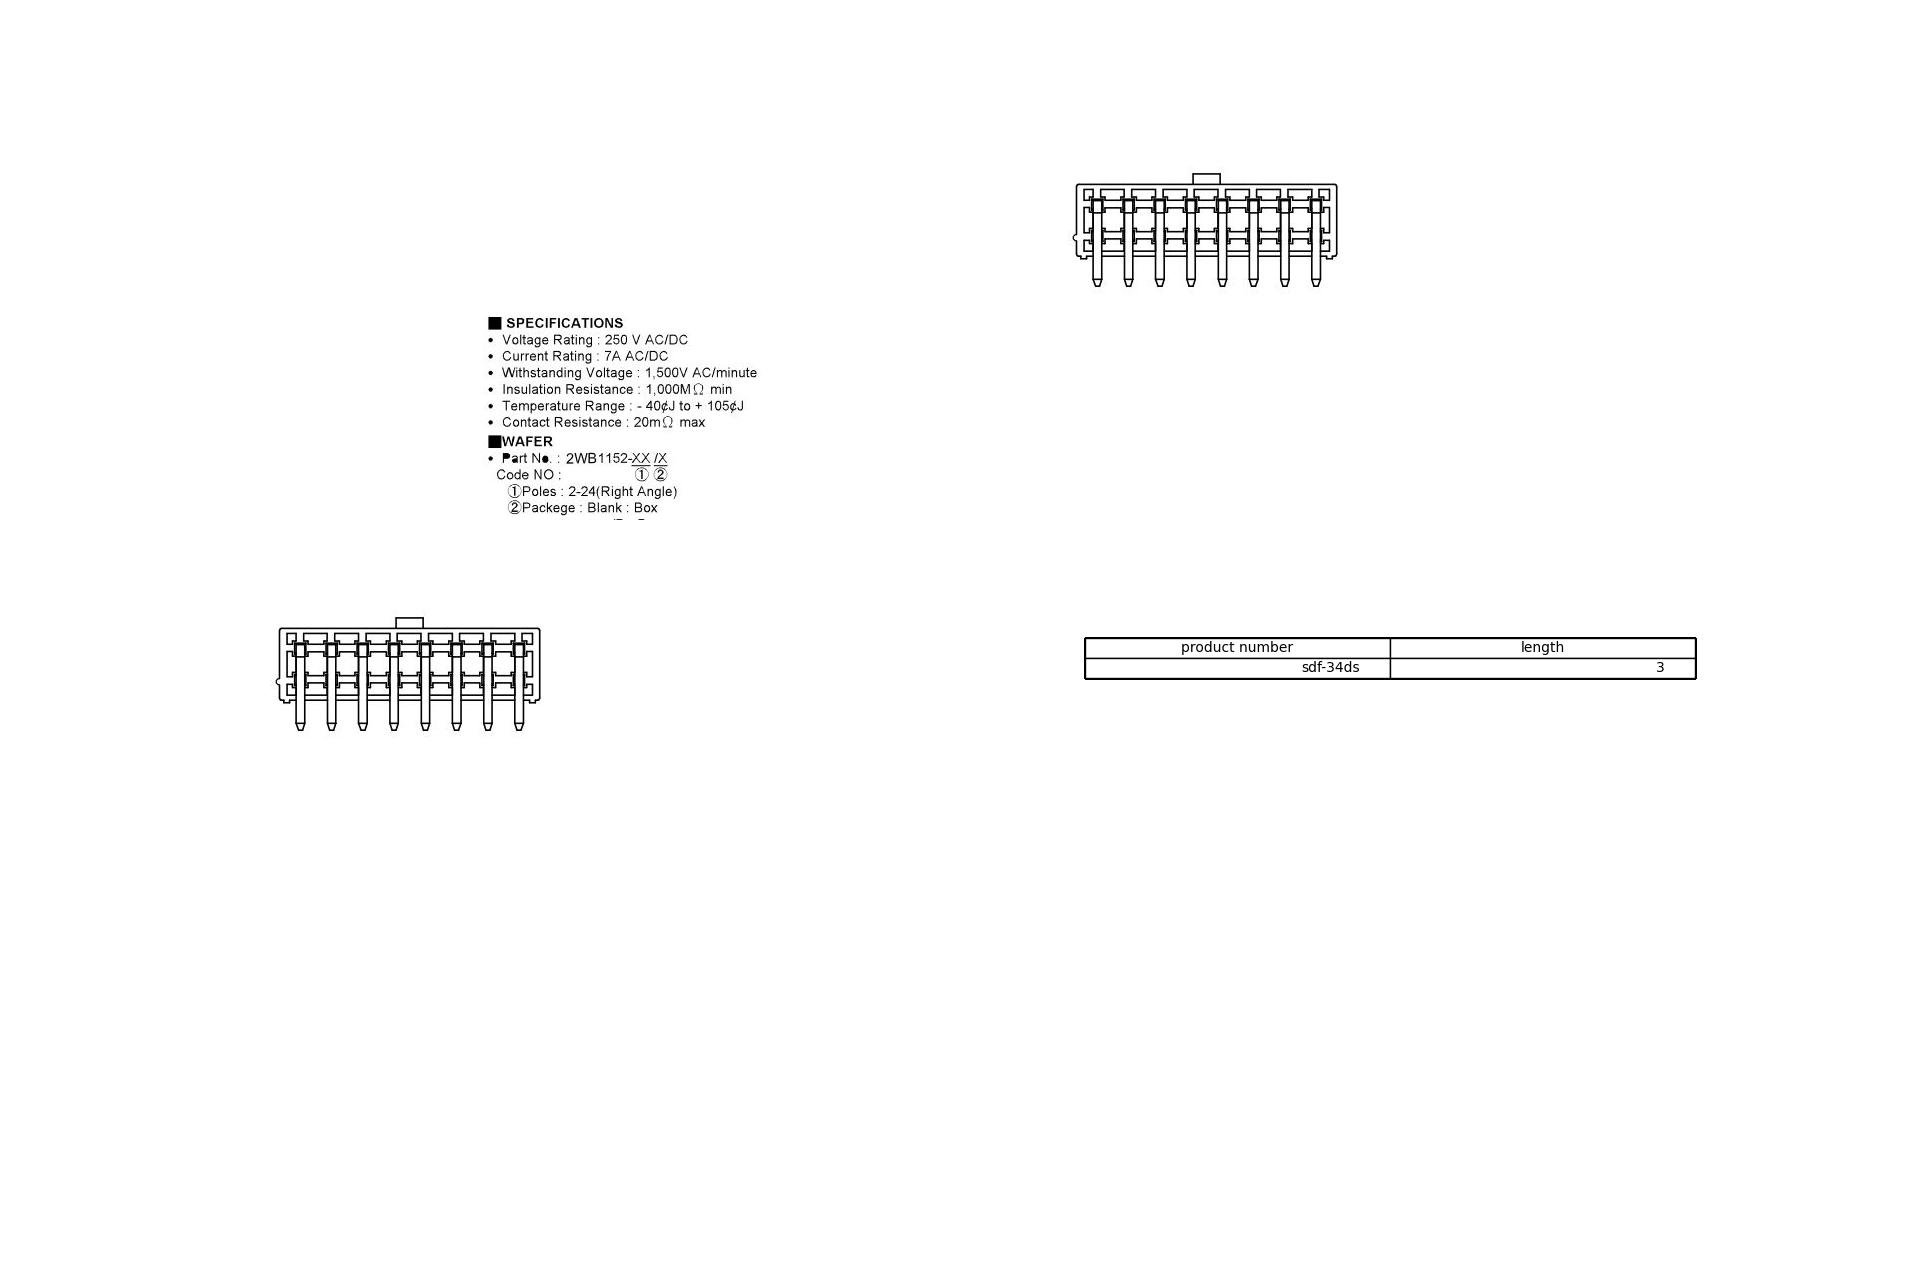 ■ SPECIFICATIONS
• Voltage Rating : 250 V AC/DC
• Current Rating : 7A AC/DC
• Withstanding Voltage : 1,500V AC/minute
• Insulation Resistance : 1,000MΩ min
• Temperature Range : - 40¢J to + 105¢J
• Contact Resistance : 20mΩ max
■WAFER
• Part No. : 2WB1152-XX /X
Code NO : ① ②
①Poles : 2-24(Right Angle)
②Packege : Blank : Box
product number length
sdf-34ds 3